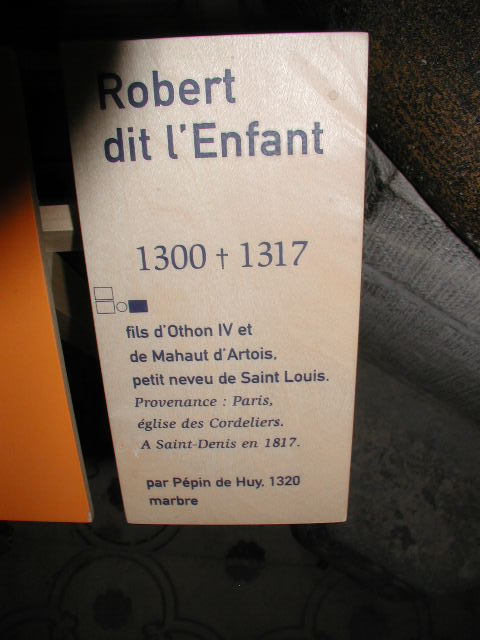 Robert
dit l'Enfant
1300 † 1317
fils d'Othon IV et
de Mahaut d'Artois,
petit neveu de Saint Louis.
Provenance : Paris,
église des Cordeliers.
A Saint-Denis en 1817.
par Pépin de Huy, 1320
marbre